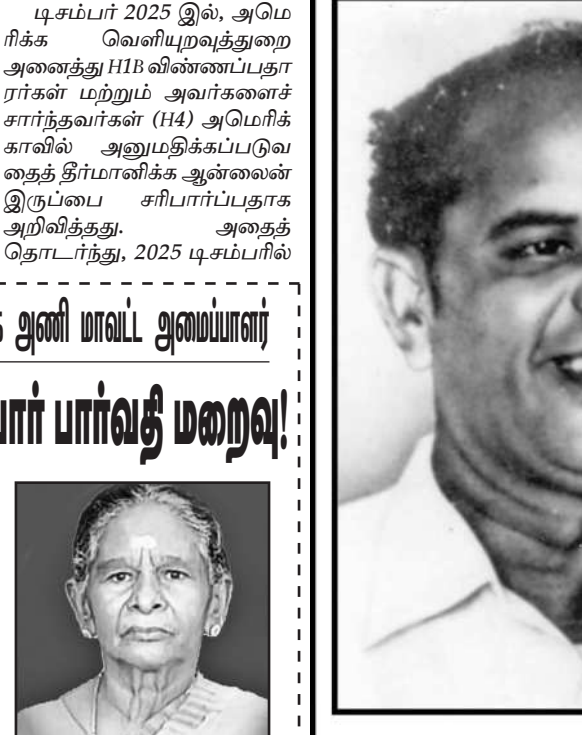 டிசம்பர் 2025 இல், அமெ
ரிக்க வெளியுறவுத்துறை
அனைத்து H1B விண்ணப்பதா
ரர்கள் மற்றும் அவர்களைச்
சார்ந்தவர்கள் (H4) அமெரிக்
காவில் அனுமதிக்கப்படுவ
தைத் தீர்மானிக்க ஆன்லைன்
இருப்பை சரிபார்ப்பதாக
அறிவித்தது. அதைத்
தொடர்ந்து, 2025 டிசம்பரில்
அணி மாவட்ட அமைப்பாளர்
பார்வதி மறைவு!